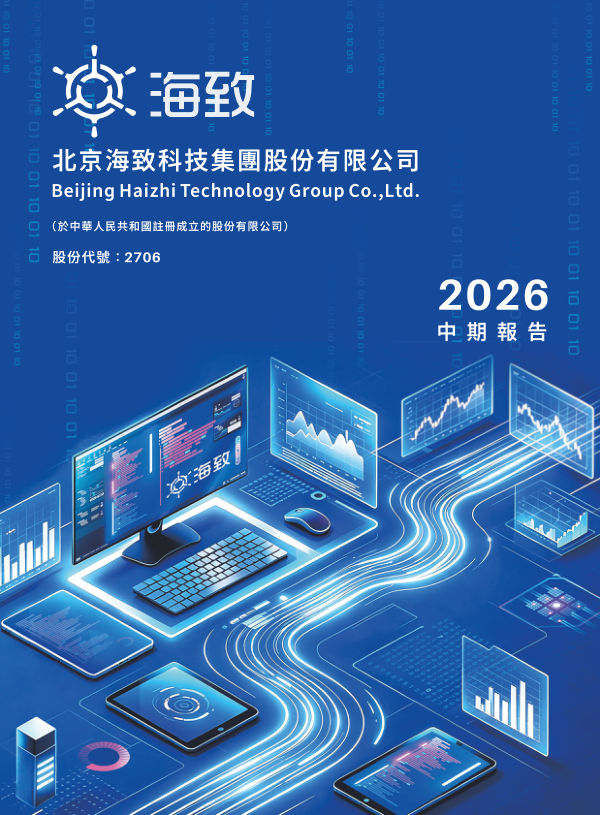 海致
北京海致科技集團股份有限公司
Beijing Haizhi Technology Group Co.,Ltd.
（於中華人民共和國註冊成立的股份有限公司）
股份代號：2706
2026
中期報告
海致